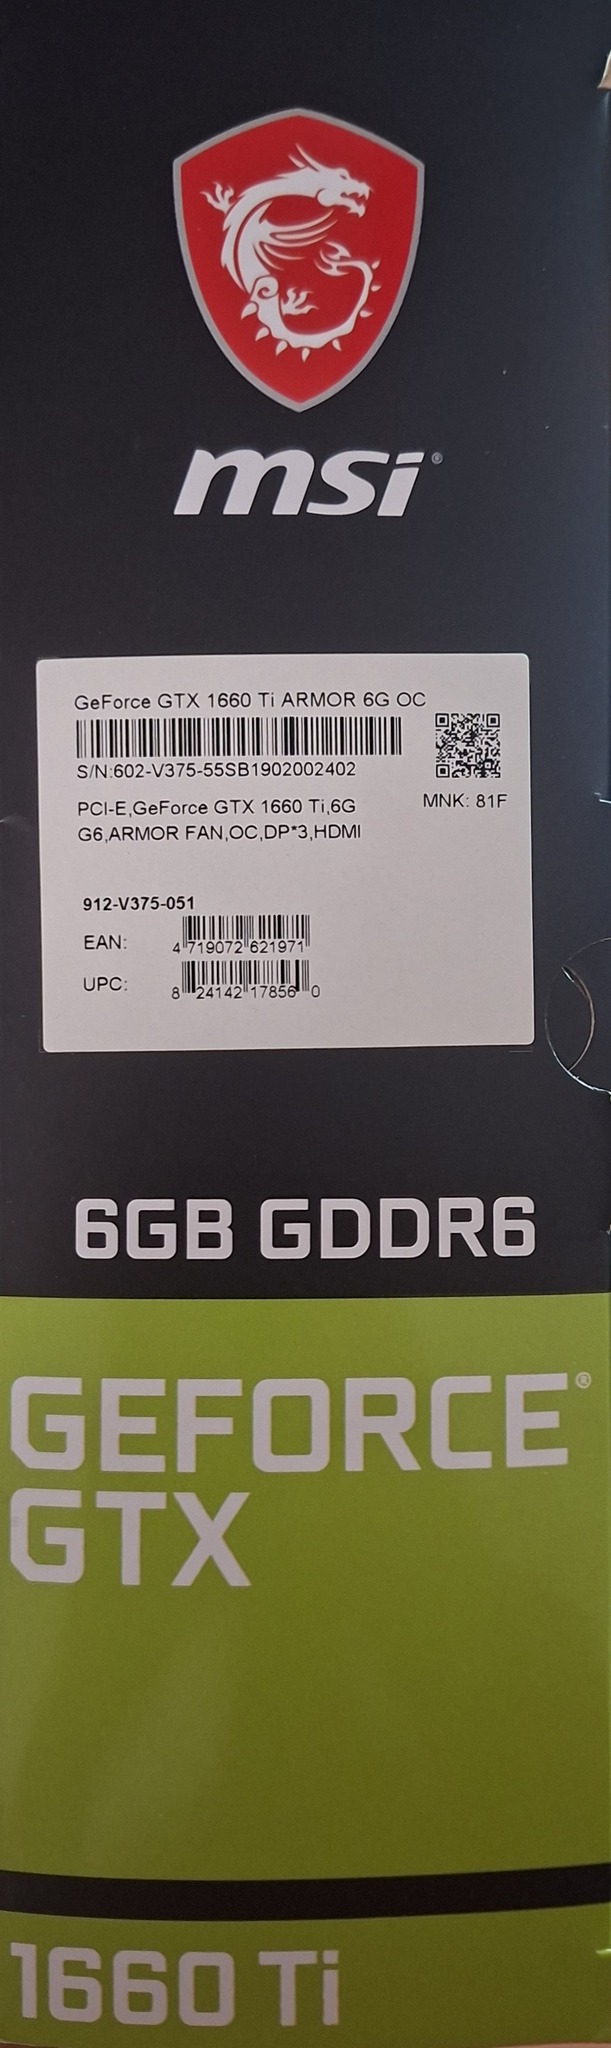 msi®
GeForce GTX 1660 Ti ARMOR 6G OC
S/N:602-V375-55SB1902002402
PCI-E,GeForce GTX 1660 Ti,6G
G6,ARMOR FAN,OC,DP*3,HDMI
MNK: 81F
912-V375-051
EAN: 4 719072 621971
UPC: 8 24142 17856 0
6GB GDDR6
GEFORCE®
GTX
1660 Ti